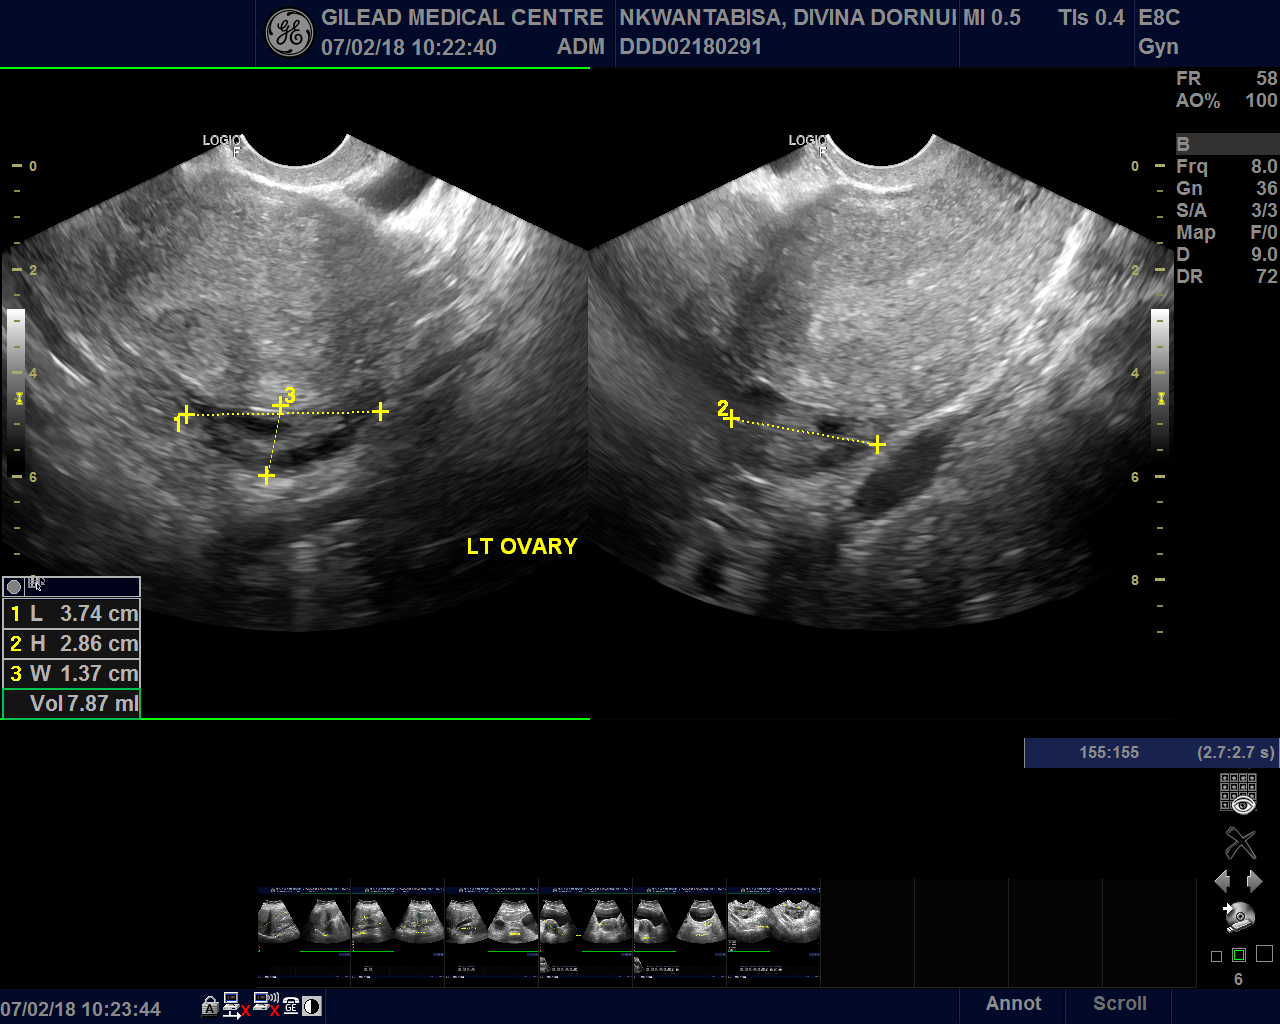 GILEAD MEDICAL CENTRE
07/02/18 10:22:40 ADM
NKWANTABISA, DIVINA DORNUI
DDD02180291
MI 0.5 TIs 0.4
E8C
Gyn
FR 58
AO% 100
B
Frq 8.0
Gn 36
S/A 3/3
Map F/0
D 9.0
DR 72
LOGIQ
F
LOGIQ
F
0
2
4
6
0
2
4
6
8
1
3
2
LT OVARY
1 L 3.74 cm
2 H 2.86 cm
3 W 1.37 cm
Vol 7.87 ml
155:155 (2.7:2.7 s)
6
07/02/18 10:23:44
A
GE
Annot
Scroll